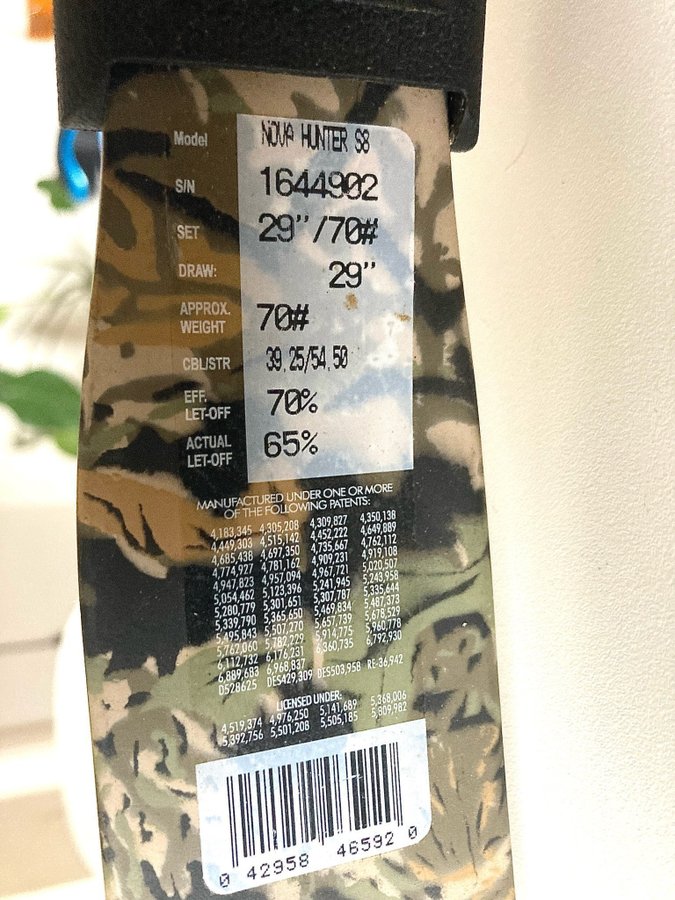 Model NOVA HUNTER S8
S/N 1644902
SET 29"/70#
DRAW: 29"
APPROX. WEIGHT 70#
CBL/STR 39.25/54.50
EFF. LET-OFF 70%
ACTUAL LET-OFF 65%
MANUFACTURED UNDER ONE OR MORE
OF THE FOLLOWING PATENTS:
4,183,345 4,305,208 4,309,827 4,350,138
4,449,303 4,515,142 4,452,222 4,649,889
4,685,438 4,697,350 4,735,667 4,762,112
4,774,927 4,781,162 4,909,231 4,919,108
4,947,823 4,957,094 4,967,721 5,020,507
5,054,462 5,123,396 5,241,945 5,243,958
5,280,779 5,301,651 5,307,787 5,335,644
5,339,790 5,365,650 5,469,834 5,487,373
5,495,843 5,507,270 5,657,739 5,678,529
5,762,060 5,782,229 5,914,775 5,960,778
6,112,732 6,176,231 6,360,735 6,792,930
6,889,683 6,968,837
D528625 DES429,309 DES503,958 RE-36,942
LICENSED UNDER:
4,519,374 4,976,250 5,141,689 5,368,006
5,392,756 5,501,208 5,505,185 5,809,982
0 42958 46592 0